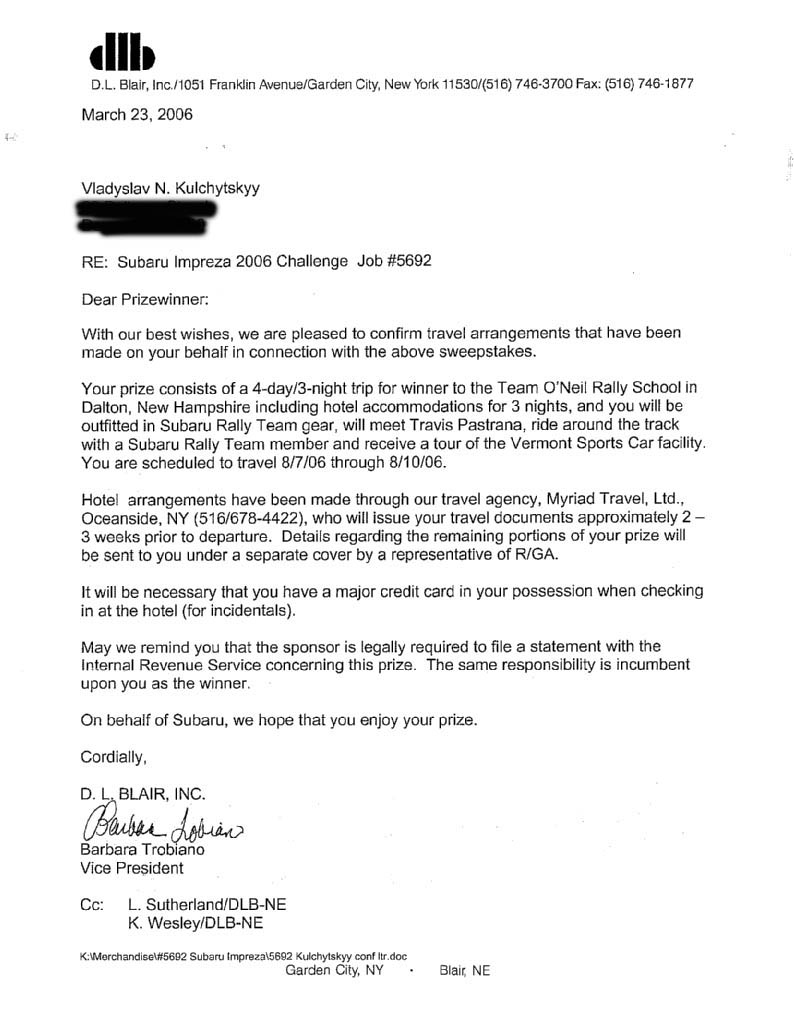 dlb
D.L. Blair, Inc./1051 Franklin Avenue/Garden City, New York 11530/(516) 746-3700 Fax: (516) 746-1877
March 23, 2006
Vladyslav N. Kulchytskyy
RE: Subaru Impreza 2006 Challenge Job #5692
Dear Prizewinner:
With our best wishes, we are pleased to confirm travel arrangements that have been
made on your behalf in connection with the above sweepstakes.
Your prize consists of a 4-day/3-night trip for winner to the Team O'Neil Rally School in
Dalton, New Hampshire including hotel accommodations for 3 nights, and you will be
outfitted in Subaru Rally Team gear, will meet Travis Pastrana, ride around the track
with a Subaru Rally Team member and receive a tour of the Vermont Sports Car facility.
You are scheduled to travel 8/7/06 through 8/10/06.
Hotel arrangements have been made through our travel agency, Myriad Travel, Ltd.,
Oceanside, NY (516/678-4422), who will issue your travel documents approximately 2 –
3 weeks prior to departure. Details regarding the remaining portions of your prize will
be sent to you under a separate cover by a representative of R/GA.
It will be necessary that you have a major credit card in your possession when checking
in at the hotel (for incidentals).
May we remind you that the sponsor is legally required to file a statement with the
Internal Revenue Service concerning this prize. The same responsibility is incumbent
upon you as the winner.
On behalf of Subaru, we hope that you enjoy your prize.
Cordially,
D. L. BLAIR, INC.
Barbara Trobiano
Vice President
Cc: L. Sutherland/DLB-NE
K. Wesley/DLB-NE
K:\Merchandise\#5692 Subaru Impreza\5692 Kulchytskyy conf ltr.doc
Garden City, NY · Blair, NE